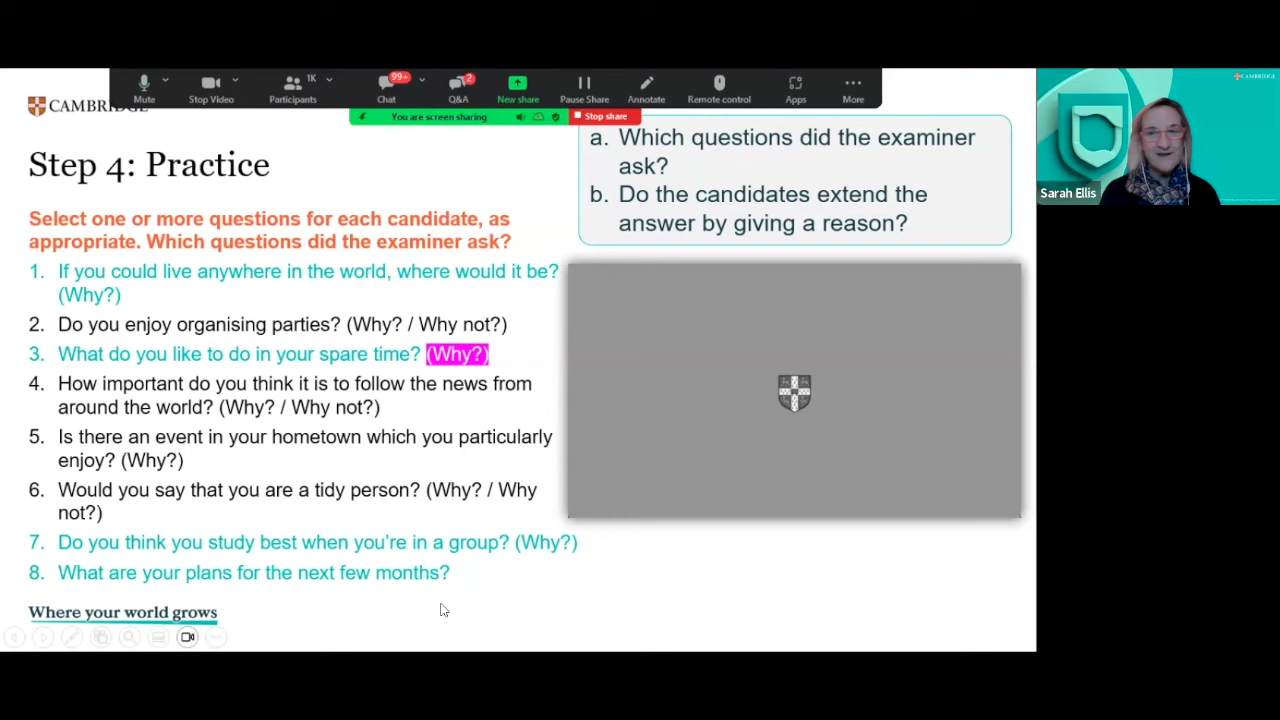 Mute
Stop Video
Participants
1K
Chat
99+
Q&A
2
New share
Pause Share
Annotate
Remote control
Apps
More
You are screen sharing
Stop share
CAMBRIDGE
Step 4: Practice
Select one or more questions for each candidate, as
appropriate. Which questions did the examiner ask?
1. If you could live anywhere in the world, where would it be?
(Why?)
2. Do you enjoy organising parties? (Why? / Why not?)
3. What do you like to do in your spare time? (Why?)
4. How important do you think it is to follow the news from
around the world? (Why? / Why not?)
5. Is there an event in your hometown which you particularly
enjoy? (Why?)
6. Would you say that you are a tidy person? (Why? / Why
not?)
7. Do you think you study best when you're in a group? (Why?)
8. What are your plans for the next few months?
Where your world grows
a. Which questions did the examiner
ask?
b. Do the candidates extend the
answer by giving a reason?
CAMBRIDGE
Sarah Ellis